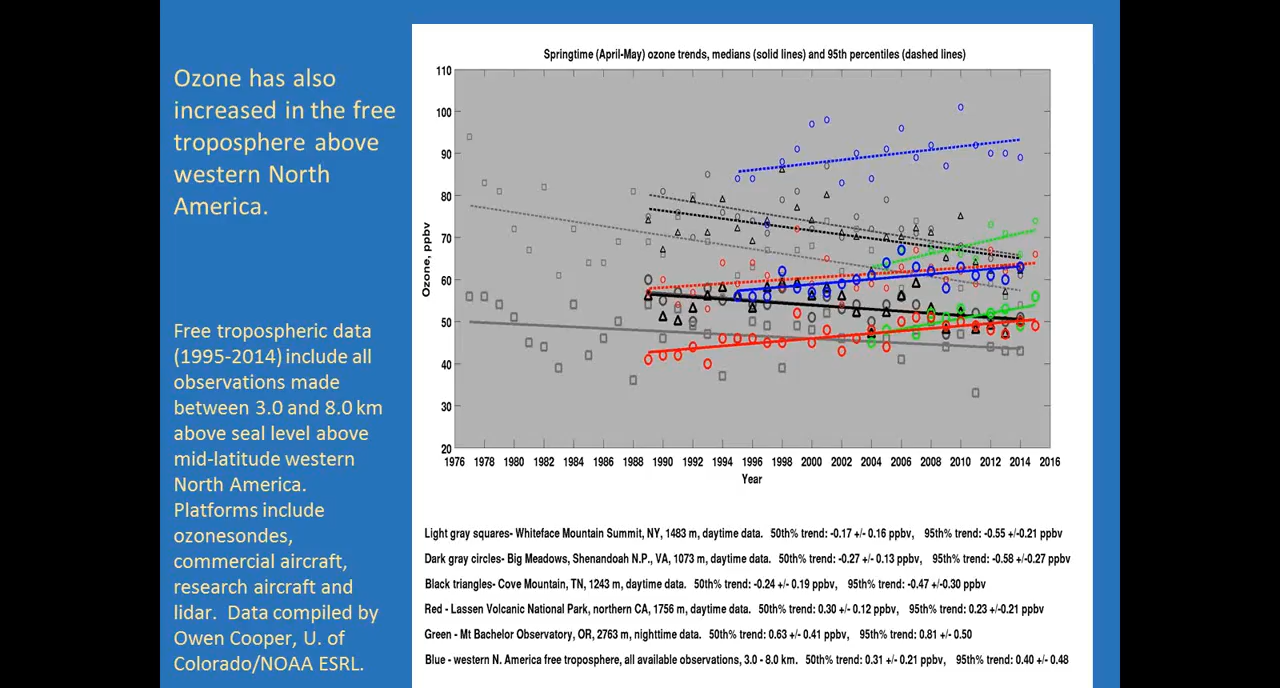 Ozone has also
increased in the free
troposphere above
western North
America.
Free tropospheric data
(1995-2014) include all
observations made
between 3.0 and 8.0 km
above seal level above
mid-latitude western
North America.
Platforms include
ozonesondes,
commercial aircraft,
research aircraft and
lidar. Data compiled by
Owen Cooper, U. of
Colorado/NOAA ESRL.
Springtime (April-May) ozone trends, medians (solid lines) and 95th percentiles (dashed lines)
110
100
90
80
70
60
50
40
30
20
Ozone, ppbv
1976 1978 1980 1982 1984 1986 1988 1990 1992 1994 1996 1998 2000 2002 2004 2006 2008 2010 2012 2014 2016
Year
Light gray squares- Whiteface Mountain Summit, NY, 1483 m, daytime data. 50th% trend: -0.17 +/- 0.16 ppbv, 95th% trend: -0.55 +/-0.21 ppbv
Dark gray circles- Big Meadows, Shenandoah N.P., VA, 1073 m, daytime data. 50th% trend: -0.27 +/- 0.13 ppbv, 95th% trend: -0.58 +/-0.27 ppbv
Black triangles- Cove Mountain, TN, 1243 m, daytime data. 50th% trend: -0.24 +/- 0.19 ppbv, 95th% trend: -0.47 +/-0.30 ppbv
Red - Lassen Volcanic National Park, northern CA, 1756 m, daytime data. 50th% trend: 0.30 +/- 0.12 ppbv, 95th% trend: 0.23 +/-0.21 ppbv
Green - Mt Bachelor Observatory, OR, 2763 m, nighttime data. 50th% trend: 0.63 +/- 0.41 ppbv, 95th% trend: 0.81 +/- 0.50
Blue - western N. America free troposphere, all available observations, 3.0 - 8.0 km. 50th% trend: 0.31 +/- 0.21 ppbv, 95th% trend: 0.40 +/- 0.48